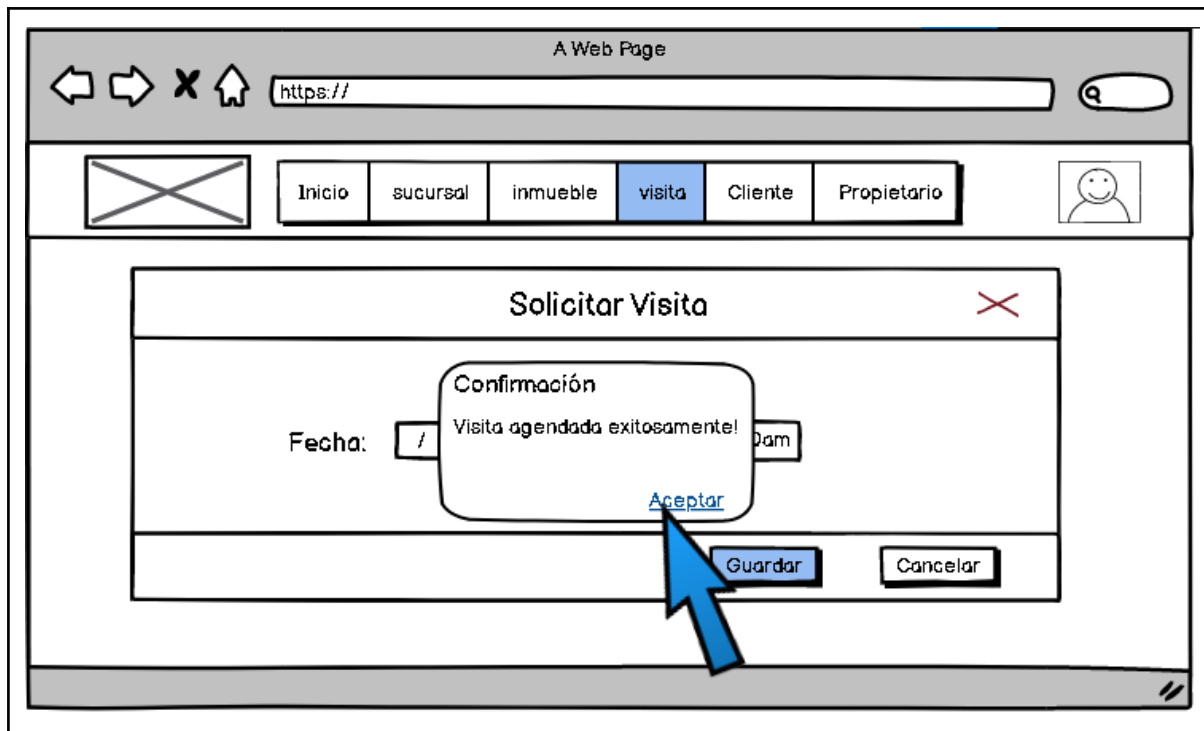 A Web Page
https://
Inicio sucursal inmueble visita Cliente Propietario
Solicitar Visita
Confirmación
Visita agendada exitosamente!
Fecha: /
Aceptar
Guardar Cancelar